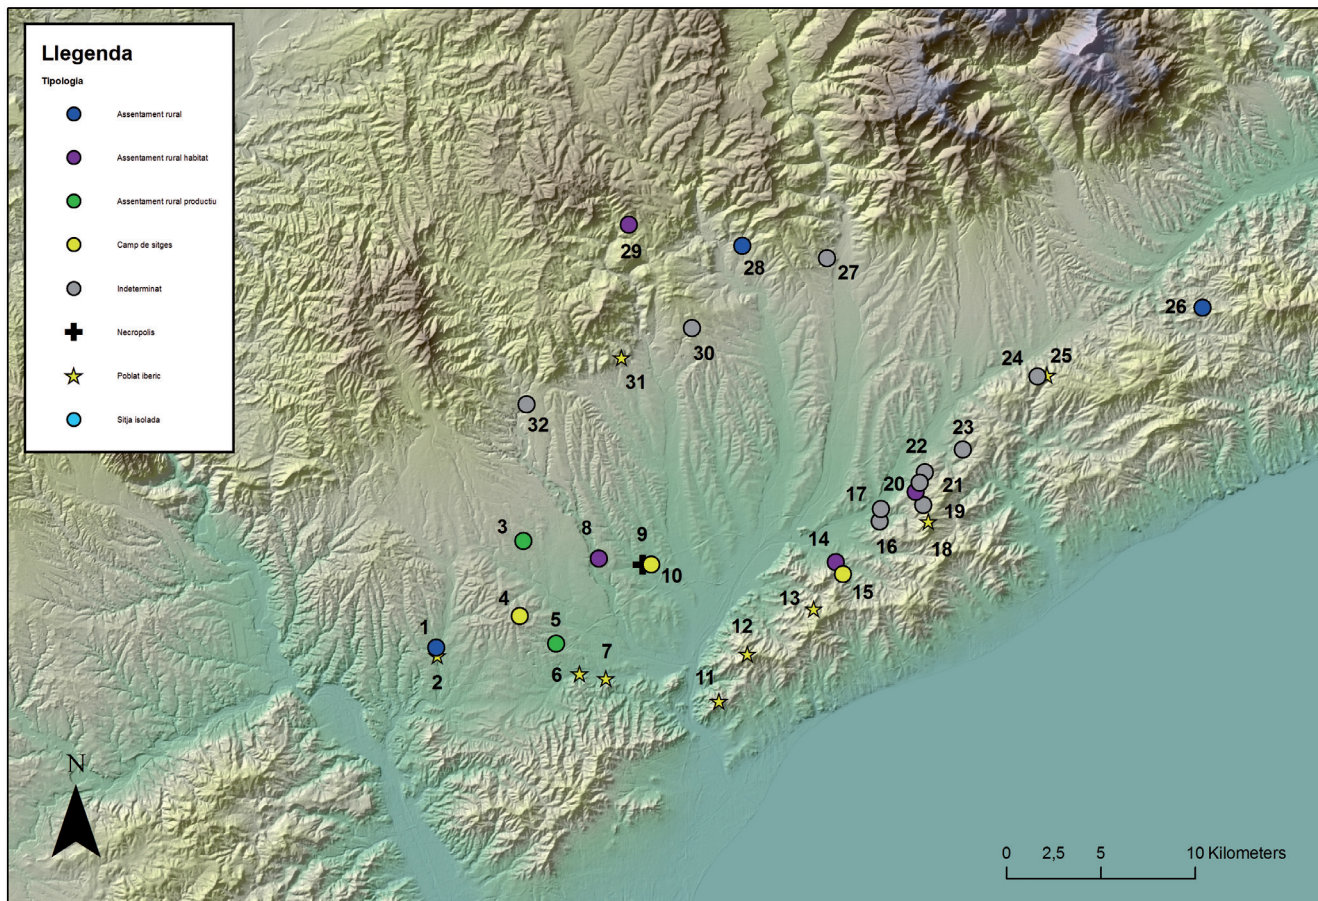 Llegenda
Tipologia
Assentament rural
Assentament rural habitat
Assentament rural productiu
Camp de sitges
Indeterminat
Necropolis
Poblat iberic
Sitja isolada
29
28
27
26
30
31
24
25
32
23
22
20
21
17
19
3
8
9
16
18
14
10
15
4
13
5
1
12
7
6
2
11
N
0
2,5
5
10 Kilometers